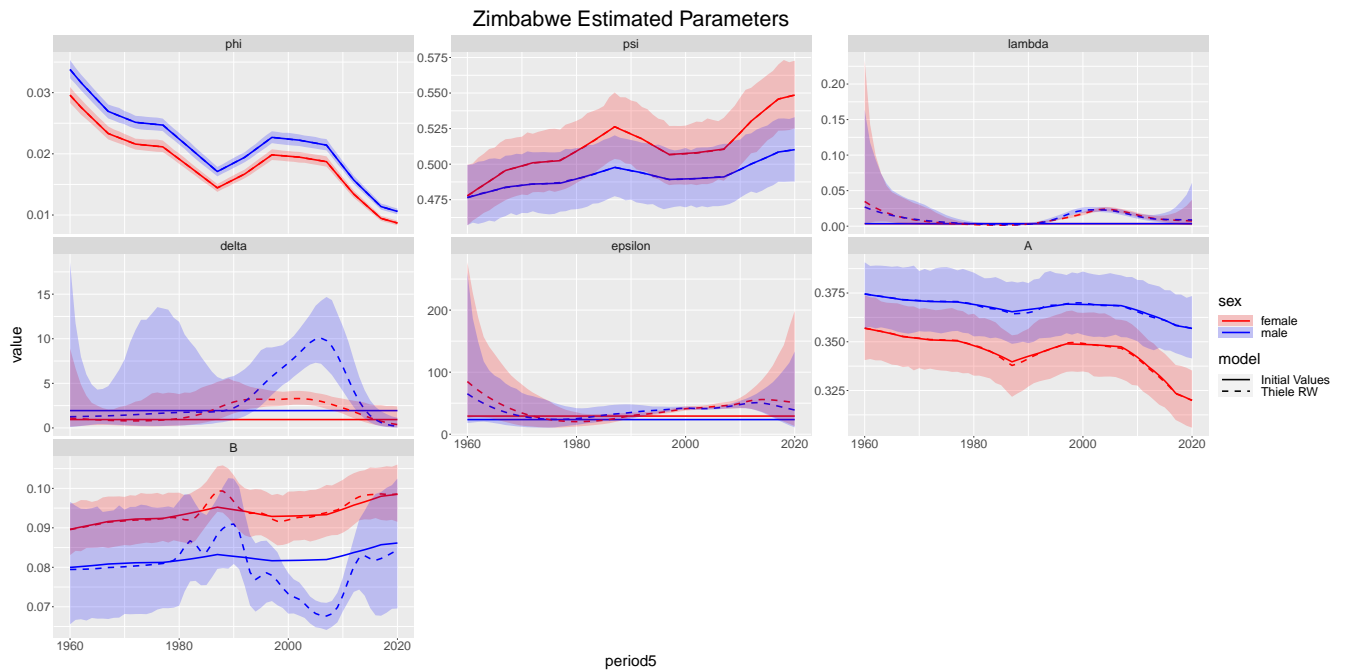 Zimbabwe Estimated Parameters
phi
psi
lambda
0.03
0.02
0.01
0.575
0.550
0.525
0.500
0.475
0.20
0.15
0.10
0.05
0.00
delta
epsilon
A
15
10
5
0
200
100
0
0.375
0.350
0.325
1960
1980
2000
2020
1960
1980
2000
2020
B
0.10
0.09
0.08
0.07
1960
1980
2000
2020
value
period5
sex
female
male
model
Initial Values
Thiele RW